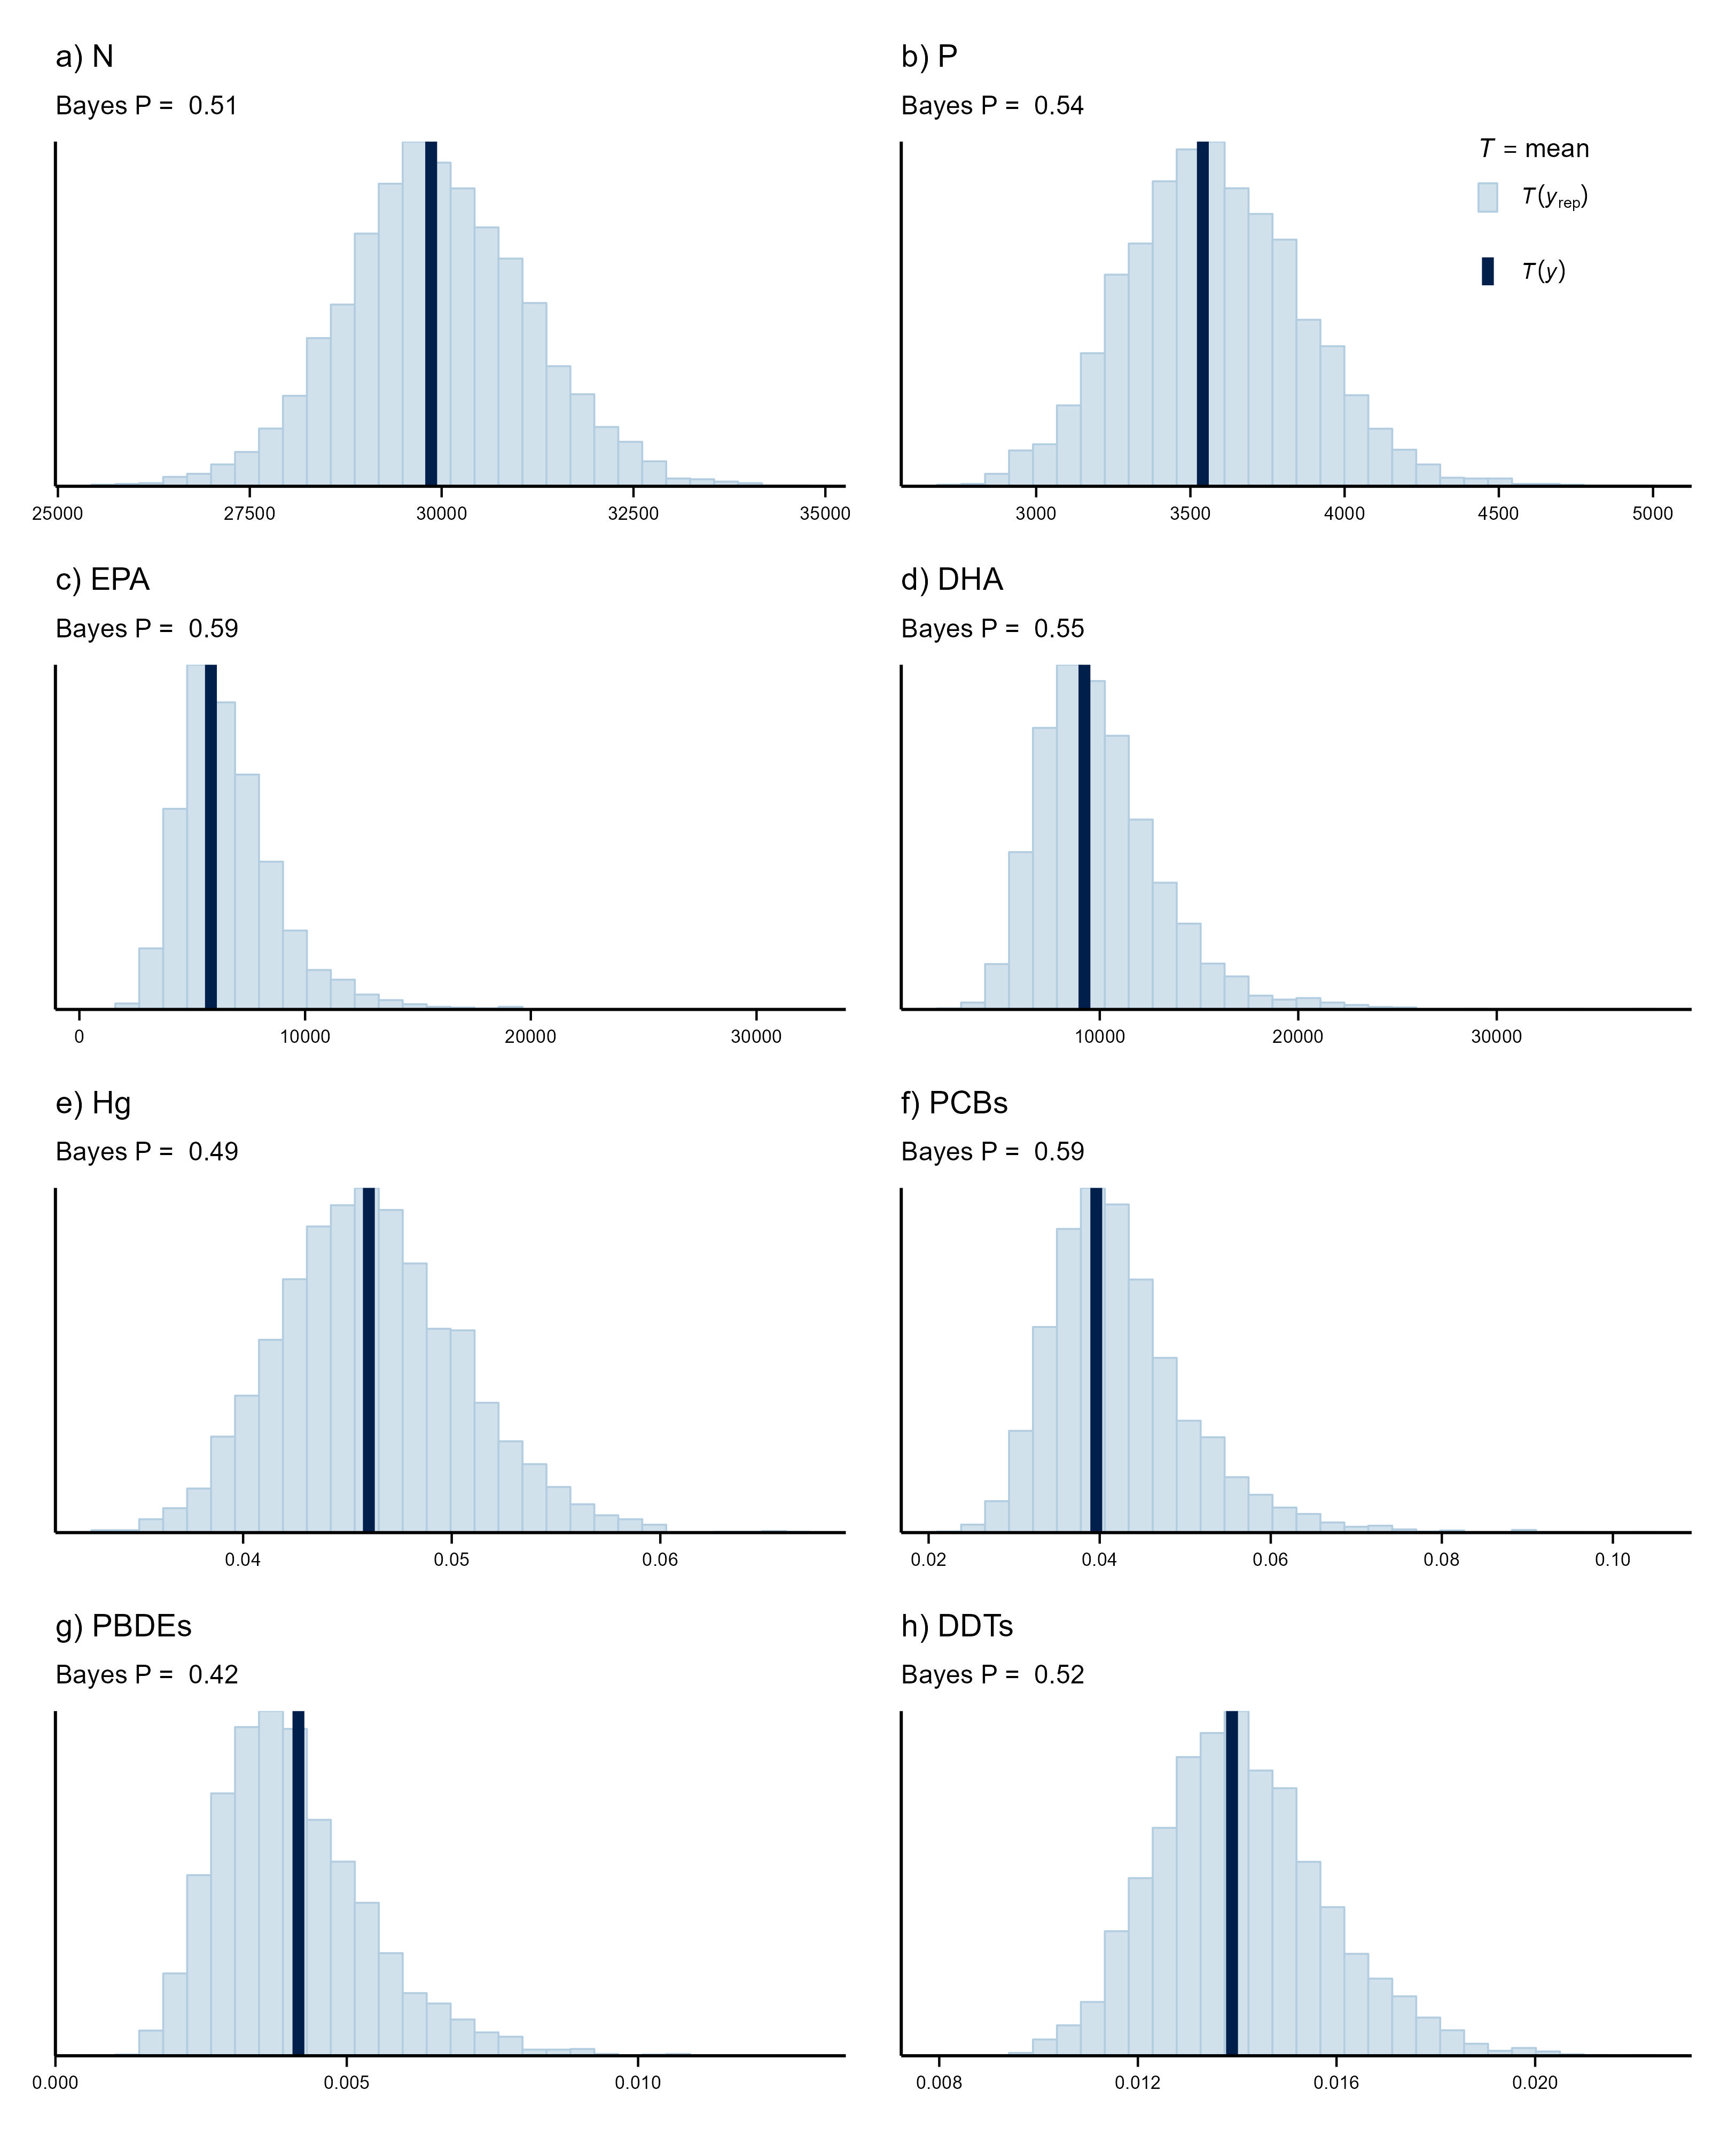 a) N
Bayes P = 0.51
25000 27500 30000 32500 35000
b) P
Bayes P = 0.54
T = mean
T(yrep)
T(y)
3000 3500 4000 4500 5000
c) EPA
Bayes P = 0.59
0 10000 20000 30000
d) DHA
Bayes P = 0.55
10000 20000 30000
e) Hg
Bayes P = 0.49
0.04 0.05 0.06
f) PCBs
Bayes P = 0.59
0.02 0.04 0.06 0.08 0.10
g) PBDEs
Bayes P = 0.42
0.000 0.005 0.010
h) DDTs
Bayes P = 0.52
0.008 0.012 0.016 0.020